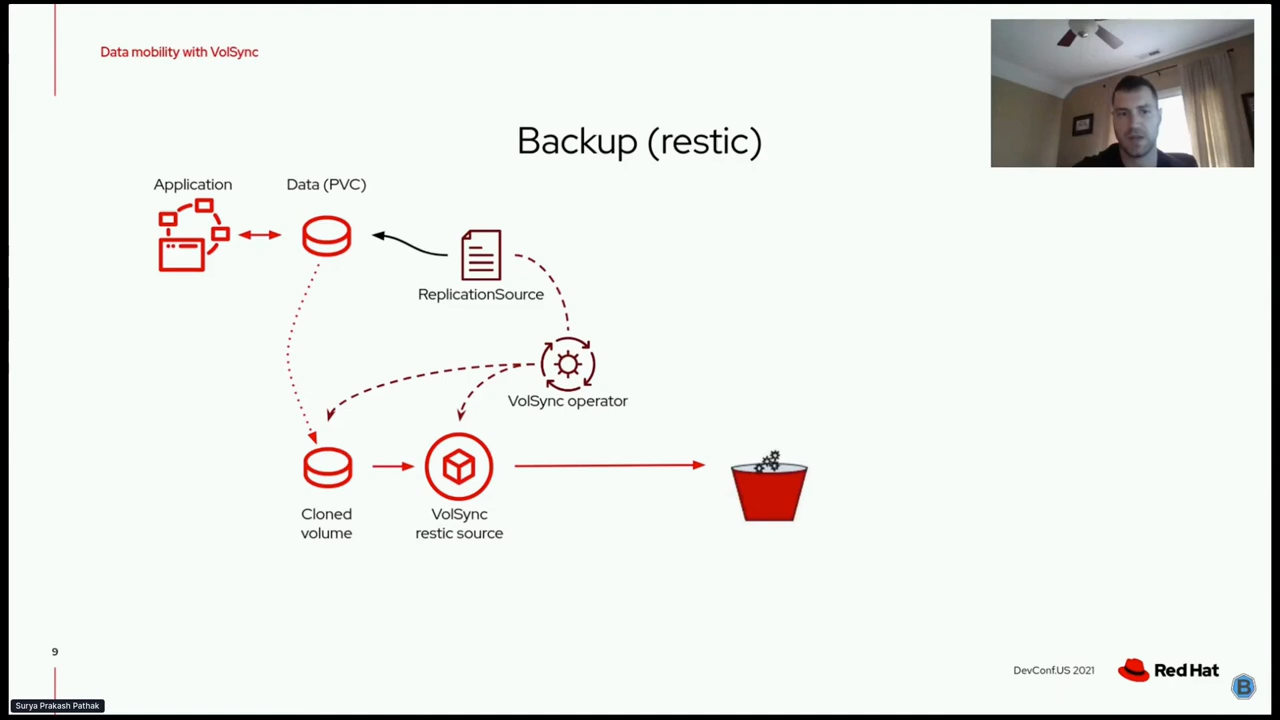 Data mobility with VolSync
Backup (restic)
Application
Data (PVC)
ReplicationSource
VolSync operator
Cloned
volume
VolSync
restic source
9
DevConf.US 2021
Red Hat
B
Surya Prakash Pathak